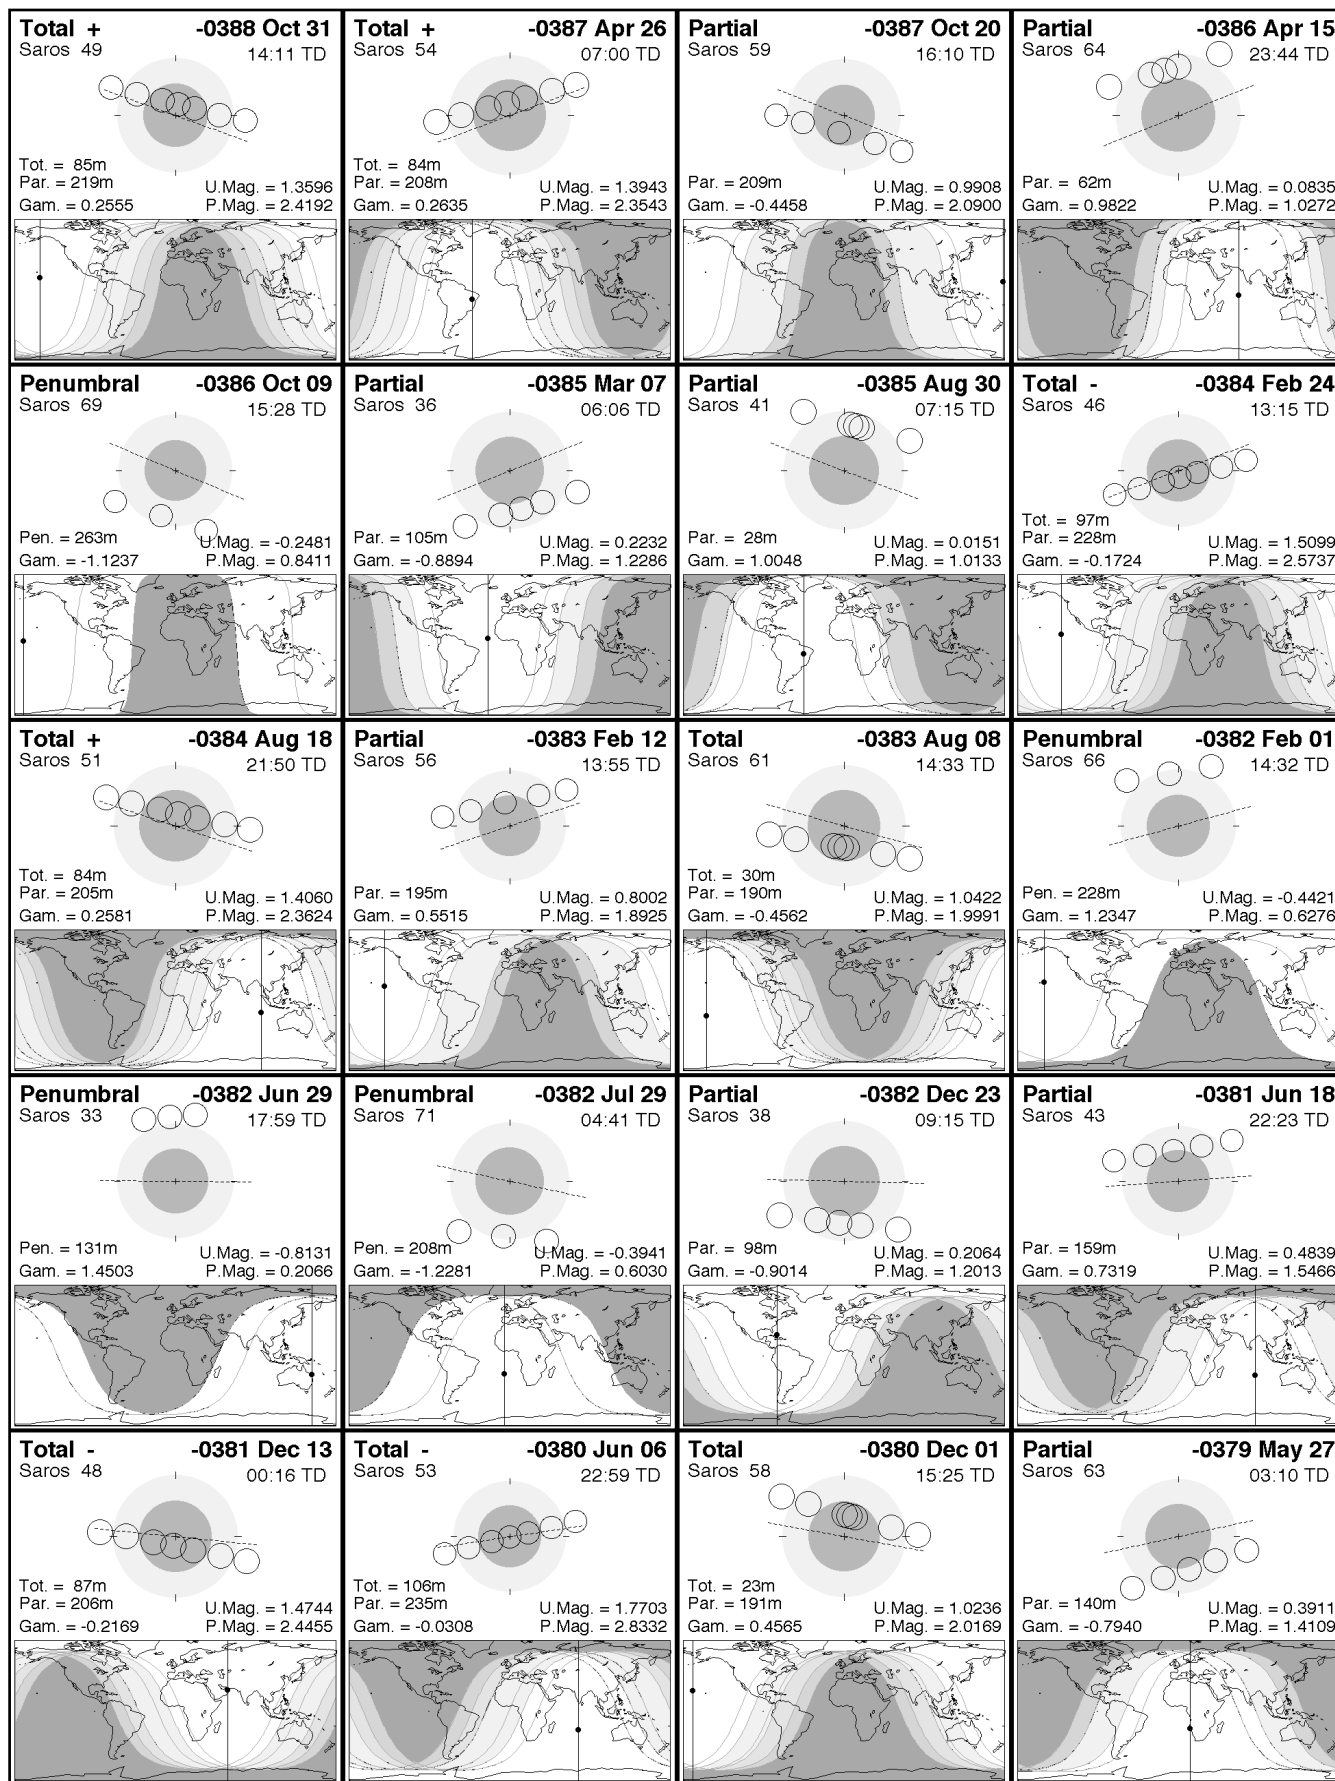 Total + -0388 Oct 31
Saros 49 14:11 TD
Tot. = 85m
Par. = 219m U.Mag. = 1.3596
Gam. = 0.2555 P.Mag. = 2.4192
Total + -0387 Apr 26
Saros 54 07:00 TD
Tot. = 84m
Par. = 208m U.Mag. = 1.3943
Gam. = 0.2635 P.Mag. = 2.3543
Partial -0387 Oct 20
Saros 59 16:10 TD
Par. = 209m U.Mag. = 0.9908
Gam. = -0.4458 P.Mag. = 2.0900
Partial -0386 Apr 15
Saros 64 23:44 TD
Par. = 62m U.Mag. = 0.0835
Gam. = 0.9822 P.Mag. = 1.0272
Penumbral -0386 Oct 09
Saros 69 15:28 TD
Pen. = 263m U.Mag. = -0.2481
Gam. = -1.1237 P.Mag. = 0.8411
Partial -0385 Mar 07
Saros 36 06:06 TD
Par. = 105m U.Mag. = 0.2232
Gam. = -0.8894 P.Mag. = 1.2286
Partial -0385 Aug 30
Saros 41 07:15 TD
Par. = 28m U.Mag. = 0.0151
Gam. = 1.0048 P.Mag. = 1.0133
Total - -0384 Feb 24
Saros 46 13:15 TD
Tot. = 97m
Par. = 228m U.Mag. = 1.5099
Gam. = -0.1724 P.Mag. = 2.5737
Total + -0384 Aug 18
Saros 51 21:50 TD
Tot. = 84m
Par. = 205m U.Mag. = 1.4060
Gam. = 0.2581 P.Mag. = 2.3624
Partial -0383 Feb 12
Saros 56 13:55 TD
Par. = 195m U.Mag. = 0.8002
Gam. = 0.5515 P.Mag. = 1.8925
Total -0383 Aug 08
Saros 61 14:33 TD
Tot. = 30m
Par. = 190m U.Mag. = 1.0422
Gam. = -0.4562 P.Mag. = 1.9991
Penumbral -0382 Feb 01
Saros 66 14:32 TD
Pen. = 228m U.Mag. = -0.4421
Gam. = 1.2347 P.Mag. = 0.6276
Penumbral -0382 Jun 29
Saros 33 17:59 TD
Pen. = 131m U.Mag. = -0.8131
Gam. = 1.4503 P.Mag. = 0.2066
Penumbral -0382 Jul 29
Saros 71 04:41 TD
Pen. = 208m U.Mag. = -0.3941
Gam. = -1.2281 P.Mag. = 0.6030
Partial -0382 Dec 23
Saros 38 09:15 TD
Par. = 98m U.Mag. = 0.2064
Gam. = -0.9014 P.Mag. = 1.2013
Partial -0381 Jun 18
Saros 43 22:23 TD
Par. = 159m U.Mag. = 0.4839
Gam. = 0.7319 P.Mag. = 1.5466
Total - -0381 Dec 13
Saros 48 00:16 TD
Tot. = 87m
Par. = 206m U.Mag. = 1.4744
Gam. = -0.2169 P.Mag. = 2.4455
Total - -0380 Jun 06
Saros 53 22:59 TD
Tot. = 106m
Par. = 235m U.Mag. = 1.7703
Gam. = -0.0308 P.Mag. = 2.8332
Total -0380 Dec 01
Saros 58 15:25 TD
Tot. = 23m
Par. = 191m U.Mag. = 1.0236
Gam. = 0.4565 P.Mag. = 2.0169
Partial -0379 May 27
Saros 63 03:10 TD
Par. = 140m U.Mag. = 0.3911
Gam. = -0.7940 P.Mag. = 1.4109